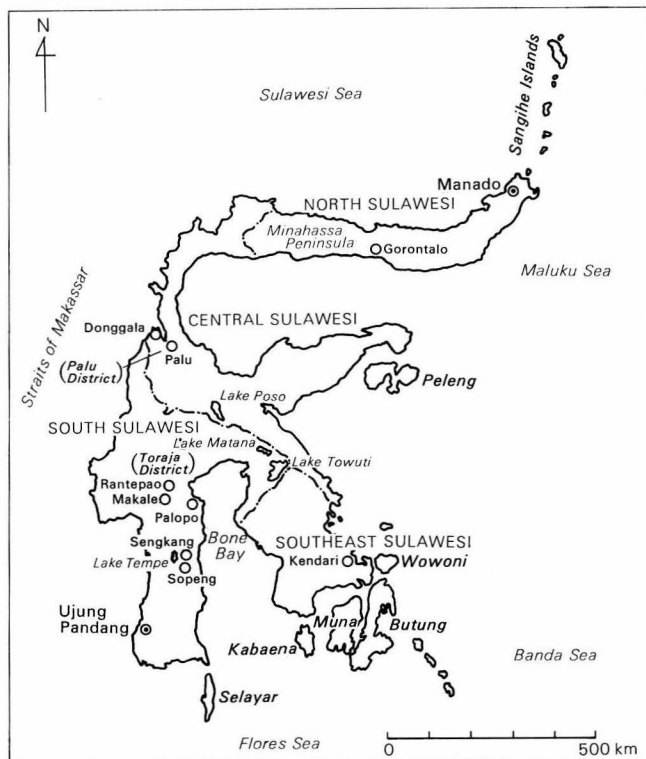 N
Sulawesi Sea
Sangihe Islands
Manado
NORTH SULAWESI
Minahassa
Peninsula
Gorontalo
Maluku Sea
Straits of Makassar
Donggala
CENTRAL SULAWESI
(Palu
District)
Palu
Peleng
Lake Poso
SOUTH SULAWESI
Lake Matana
(Toraja
District)
Lake Towuti
Rantepao
Makale
Palopo
Bone
Bay
SOUTHEAST SULAWESI
Sengkang
Lake Tempe
Kendari
Wowoni
Sopeng
Ujung
Pandang
Muna
Butung
Kabaena
Banda Sea
Selayar
Flores Sea
0 500 km